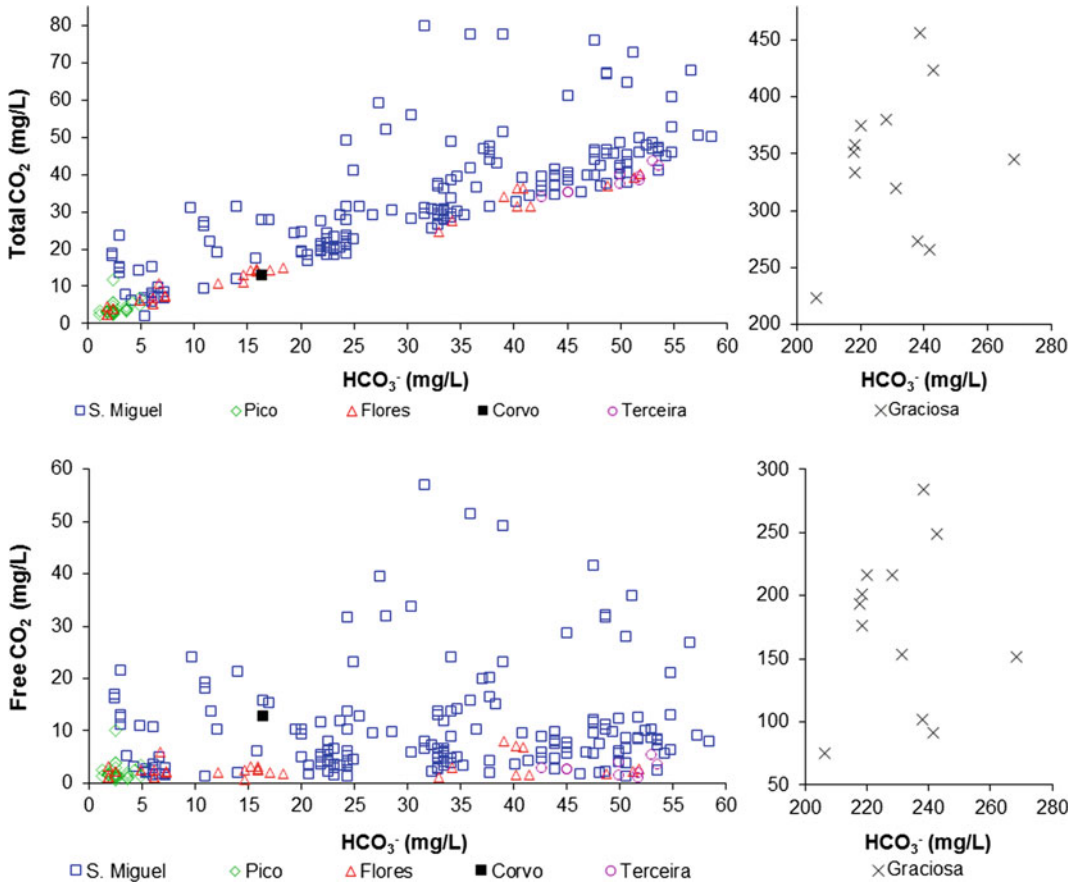 Total CO₂ (mg/L)
80
70
60
50
40
30
20
10
0
0 5 10 15 20 25 30 35 40 45 50 55 60
HCO₃⁻ (mg/L)
450
400
350
300
250
200
200 220 240 260 280
HCO₃⁻ (mg/L)
S. Miguel Pico Flores Corvo Terceira Graciosa
Free CO₂ (mg/L)
60
50
40
30
20
10
0
0 5 10 15 20 25 30 35 40 45 50 55 60
HCO₃⁻ (mg/L)
300
250
200
150
100
50
200 220 240 260 280
HCO₃⁻ (mg/L)
S. Miguel Pico Flores Corvo Terceira Graciosa